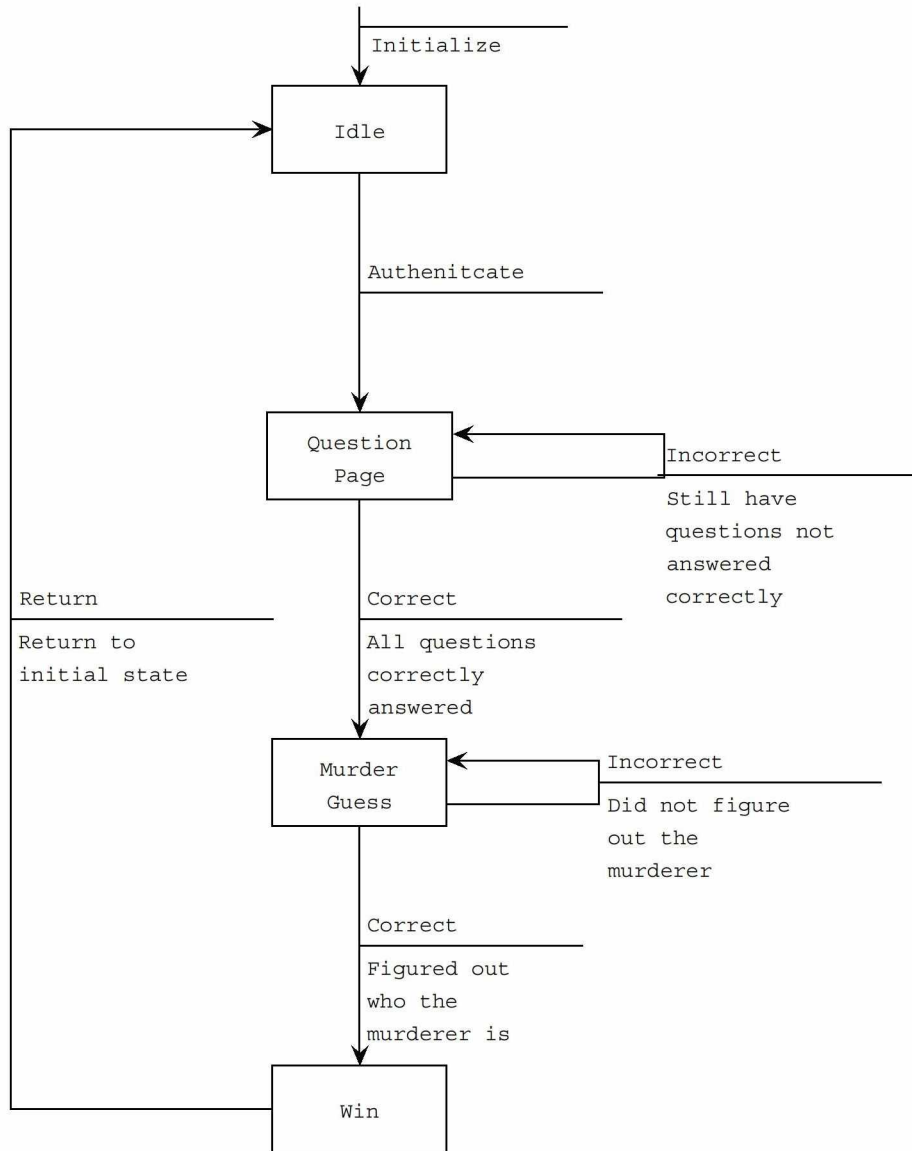 Initialize
Idle
Authenitcate
Question
Page
Incorrect
Still have
questions not
answered
correctly
Return
Return to
initial state
Correct
All questions
correctly
answered
Murder
Guess
Incorrect
Did not figure
out the
murderer
Correct
Figured out
who the
murderer is
Win